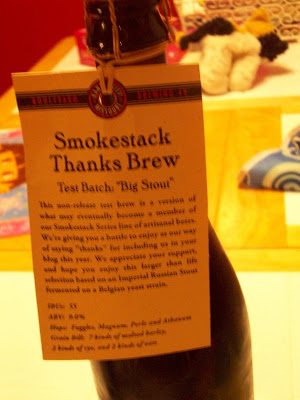 BOULEVARD BREWING CO.
Smokestack
Thanks Brew
Test Batch: "Big Stout"
This non-release test brew is a version of
what may eventually become a member of
our Smokestack Series line of artisanal beers.
We're giving you a bottle to enjoy as our way
of saying "thanks" for including us in your
blog this year. We appreciate your support,
and hope you enjoy this larger than life
selection based on an Imperial Russian Stout
fermented on a Belgian yeast strain.
IBUs: 55
ABV: 9.0%
Hops: Fuggles, Magnum, Perle and Athanum
Grain Bill: 7 kinds of malted barley,
2 kinds of rye, and 2 kinds of oats